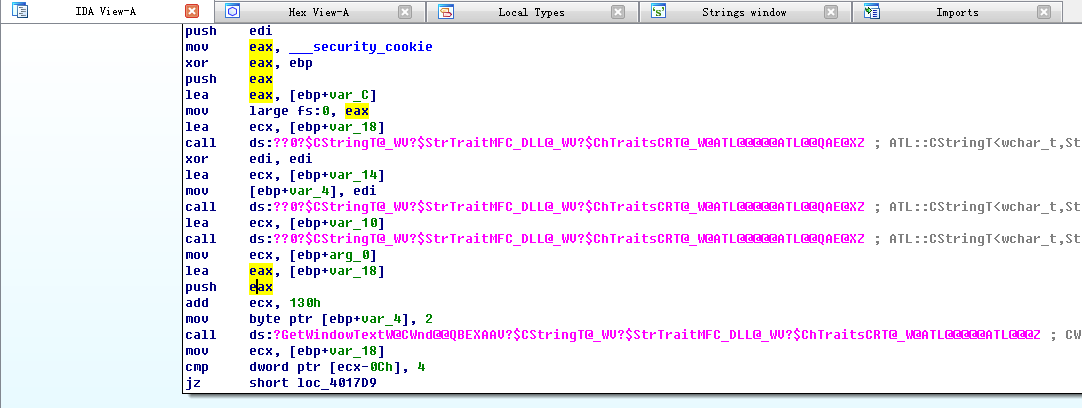 IDA View-A Hex View-A Local Types Strings window Imports
push edi
mov eax, ___security_cookie
xor eax, ebp
push eax
lea eax, [ebp+var_C]
mov large fs:0, eax
lea ecx, [ebp+var_18]
call ds:??0?$CStringT@_WV?$StrTraitMFC_DLL@_WV?$ChTraitsCRT@_W@ATL@@@@@ATL@@QAE@XZ ; ATL::CStringT<wchar_t,St
xor edi, edi
lea ecx, [ebp+var_14]
mov [ebp+var_4], edi
call ds:??0?$CStringT@_WV?$StrTraitMFC_DLL@_WV?$ChTraitsCRT@_W@ATL@@@@@ATL@@QAE@XZ ; ATL::CStringT<wchar_t,St
lea ecx, [ebp+var_10]
call ds:??0?$CStringT@_WV?$StrTraitMFC_DLL@_WV?$ChTraitsCRT@_W@ATL@@@@@ATL@@QAE@XZ ; ATL::CStringT<wchar_t,St
mov ecx, [ebp+arg_0]
lea eax, [ebp+var_18]
push eax
add ecx, 130h
mov byte ptr [ebp+var_4], 2
call ds:?GetWindowTextW@CWnd@@QBEXAAV?$CStringT@_WV?$StrTraitMFC_DLL@_WV?$ChTraitsCRT@_W@ATL@@@@@ATL@@@Z ; CW
mov ecx, [ebp+var_18]
cmp dword ptr [ecx-0Ch], 4
jz short loc_4017D9